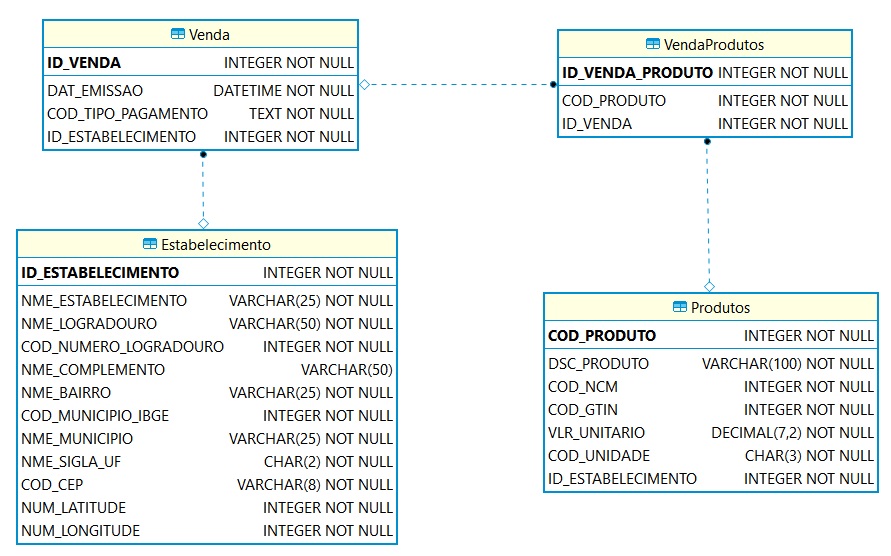 Venda
ID_VENDA INTEGER NOT NULL
DAT_EMISSAO DATETIME NOT NULL
COD_TIPO_PAGAMENTO TEXT NOT NULL
ID_ESTABELECIMENTO INTEGER NOT NULL
VendaProdutos
ID_VENDA_PRODUTO INTEGER NOT NULL
COD_PRODUTO INTEGER NOT NULL
ID_VENDA INTEGER NOT NULL
Estabelecimento
ID_ESTABELECIMENTO INTEGER NOT NULL
NME_ESTABELECIMENTO VARCHAR(25) NOT NULL
NME_LOGRADOURO VARCHAR(50) NOT NULL
COD_NUMERO_LOGRADOURO INTEGER NOT NULL
NME_COMPLEMENTO VARCHAR(50)
NME_BAIRRO VARCHAR(25) NOT NULL
COD_MUNICIPIO_IBGE INTEGER NOT NULL
NME_MUNICIPIO VARCHAR(25) NOT NULL
NME_SIGLA_UF CHAR(2) NOT NULL
COD_CEP VARCHAR(8) NOT NULL
NUM_LATITUDE INTEGER NOT NULL
NUM_LONGITUDE INTEGER NOT NULL
Produtos
COD_PRODUTO INTEGER NOT NULL
DSC_PRODUTO VARCHAR(100) NOT NULL
COD_NCM INTEGER NOT NULL
COD_GTIN INTEGER NOT NULL
VLR_UNITARIO DECIMAL(7,2) NOT NULL
COD_UNIDADE CHAR(3) NOT NULL
ID_ESTABELECIMENTO INTEGER NOT NULL